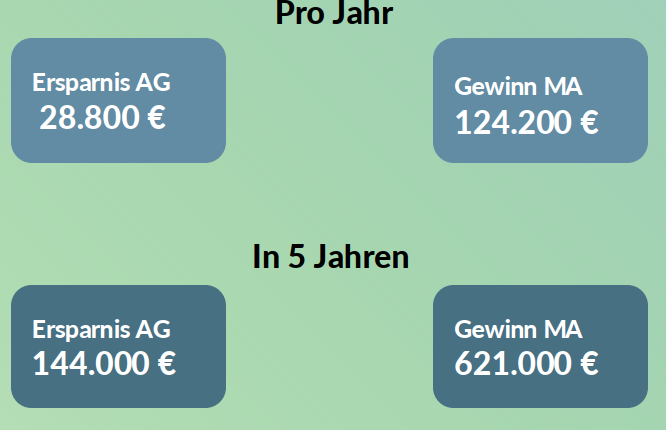 Pro Jahr
Ersparnis AG
28.800 €
Gewinn MA
124.200 €
In 5 Jahren
Ersparnis AG
144.000 €
Gewinn MA
621.000 €